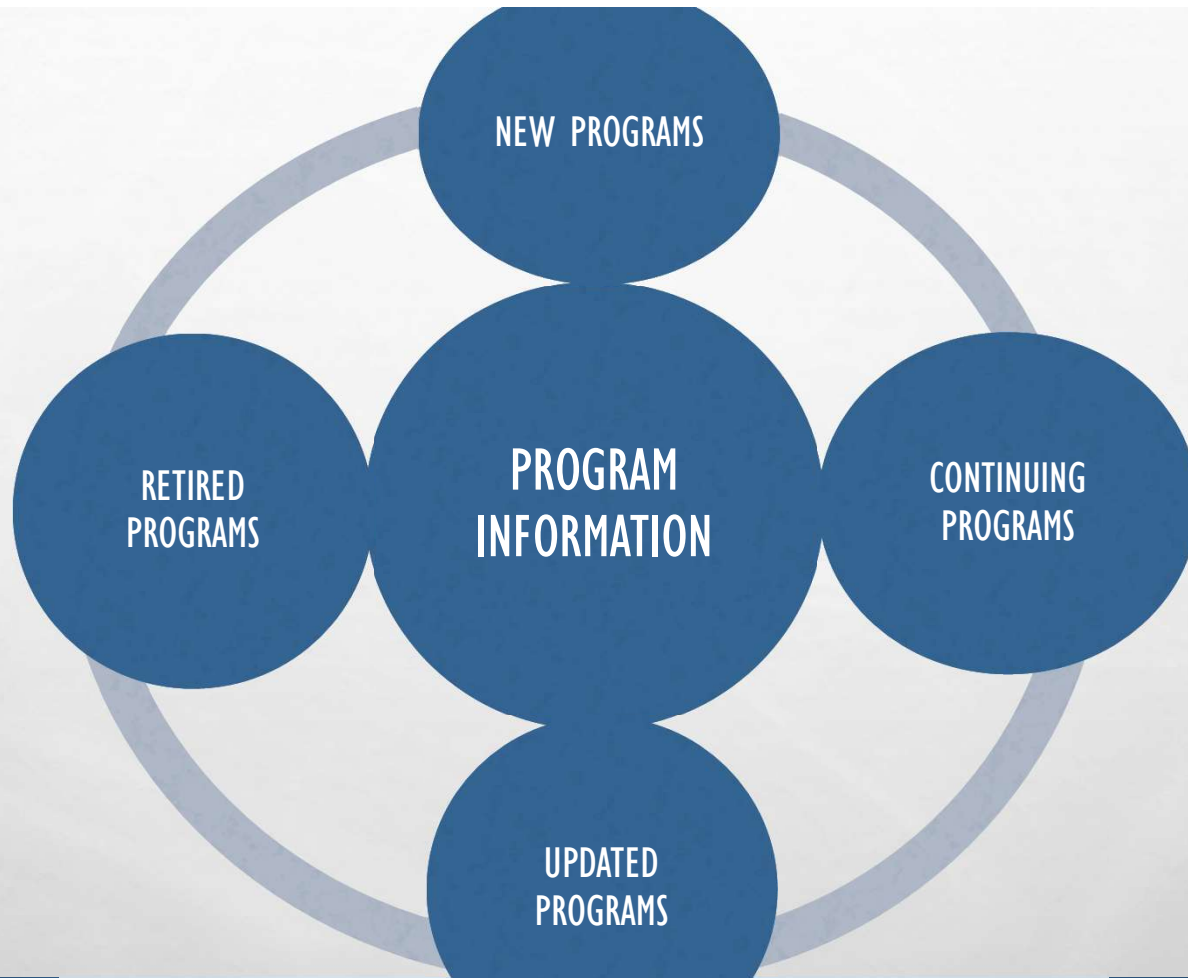 NEW PROGRAMS
RETIRED
PROGRAMS
PROGRAM
INFORMATION
CONTINUING
PROGRAMS
UPDATED
PROGRAMS